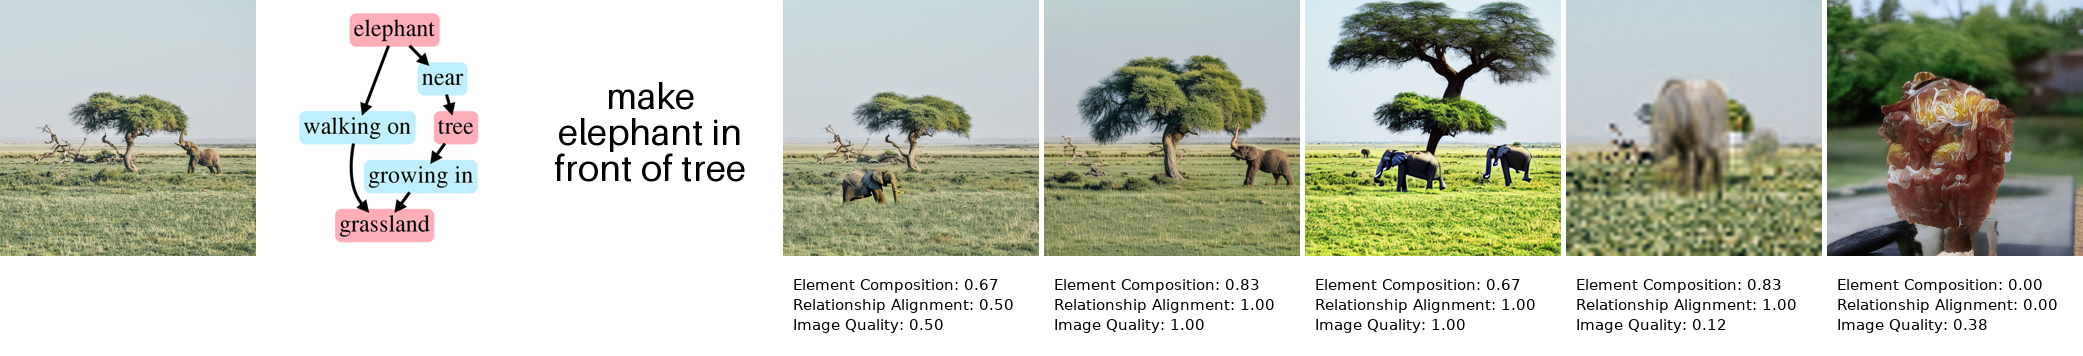 elephant
near
walking on
tree
growing in
grassland
make
elephant in
front of tree
Element Composition: 0.67
Relationship Alignment: 0.50
Image Quality: 0.50
Element Composition: 0.83
Relationship Alignment: 1.00
Image Quality: 1.00
Element Composition: 0.67
Relationship Alignment: 1.00
Image Quality: 1.00
Element Composition: 0.83
Relationship Alignment: 1.00
Image Quality: 0.12
Element Composition: 0.00
Relationship Alignment: 0.00
Image Quality: 0.38